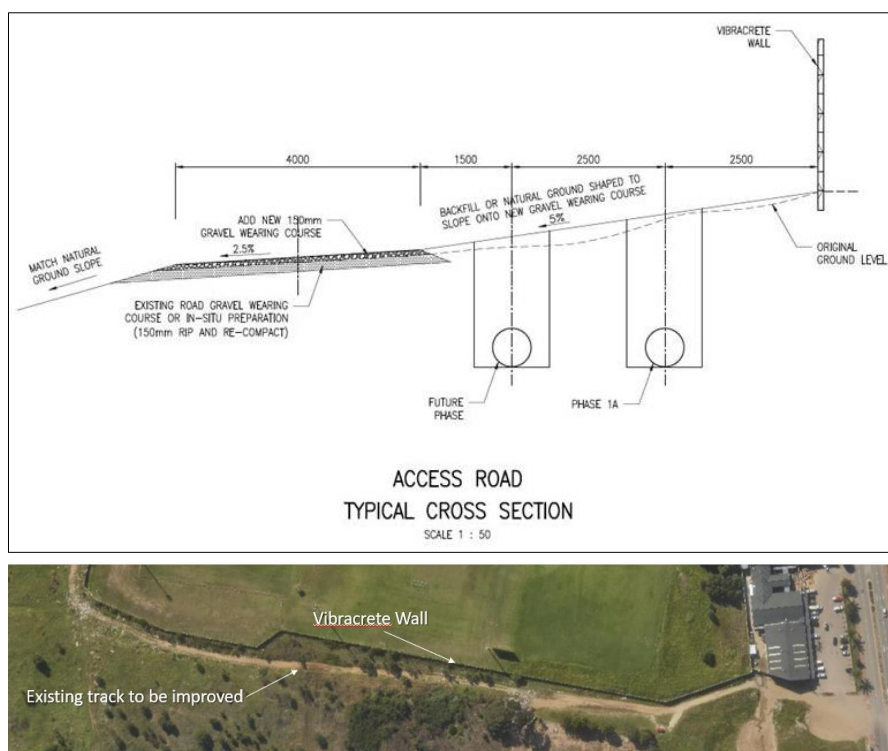 VIBRACRETE
WALL
4000
1500
2500
2500
ADD NEW 150mm
GRAVEL WEARING COURSE
2.5%
BACKFILL OR NATURAL GROUND SHAPED TO
SLOPE ONTO NEW GRAVEL WEARING COURSE
5%
MATCH NATURAL
GROUND SLOPE
ORIGINAL
GROUND LEVEL
EXISTING ROAD GRAVEL WEARING
COURSE OR IN-SITU PREPARATION
(150mm RIP AND RE-COMPACT)
FUTURE
PHASE
PHASE 1A
ACCESS ROAD
TYPICAL CROSS SECTION
SCALE 1 : 50
Vibracrete Wall
Existing track to be improved